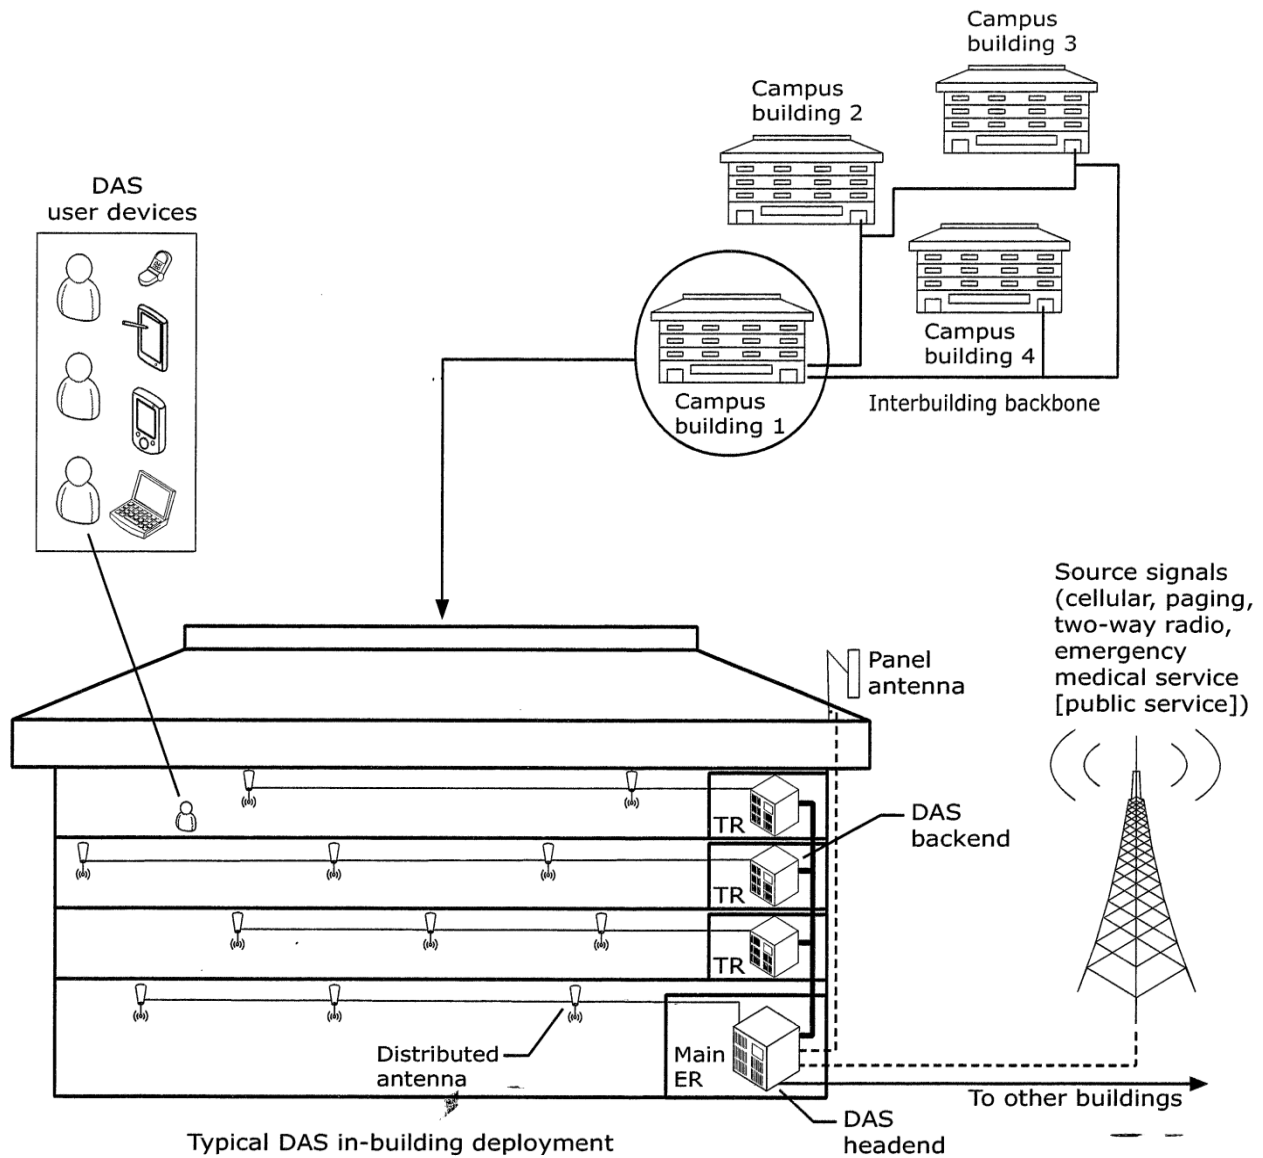 Campus
building 3
Campus
building 2
DAS
user devices
Campus
building 4
Campus
building 1
Interbuilding backbone
Source signals
(cellular, paging,
two-way radio,
emergency
medical service
[public service])
Panel
antenna
TR
DAS
backend
TR
TR
Distributed
antenna
Main
ER
To other buildings
DAS
headend
Typical DAS in-building deployment